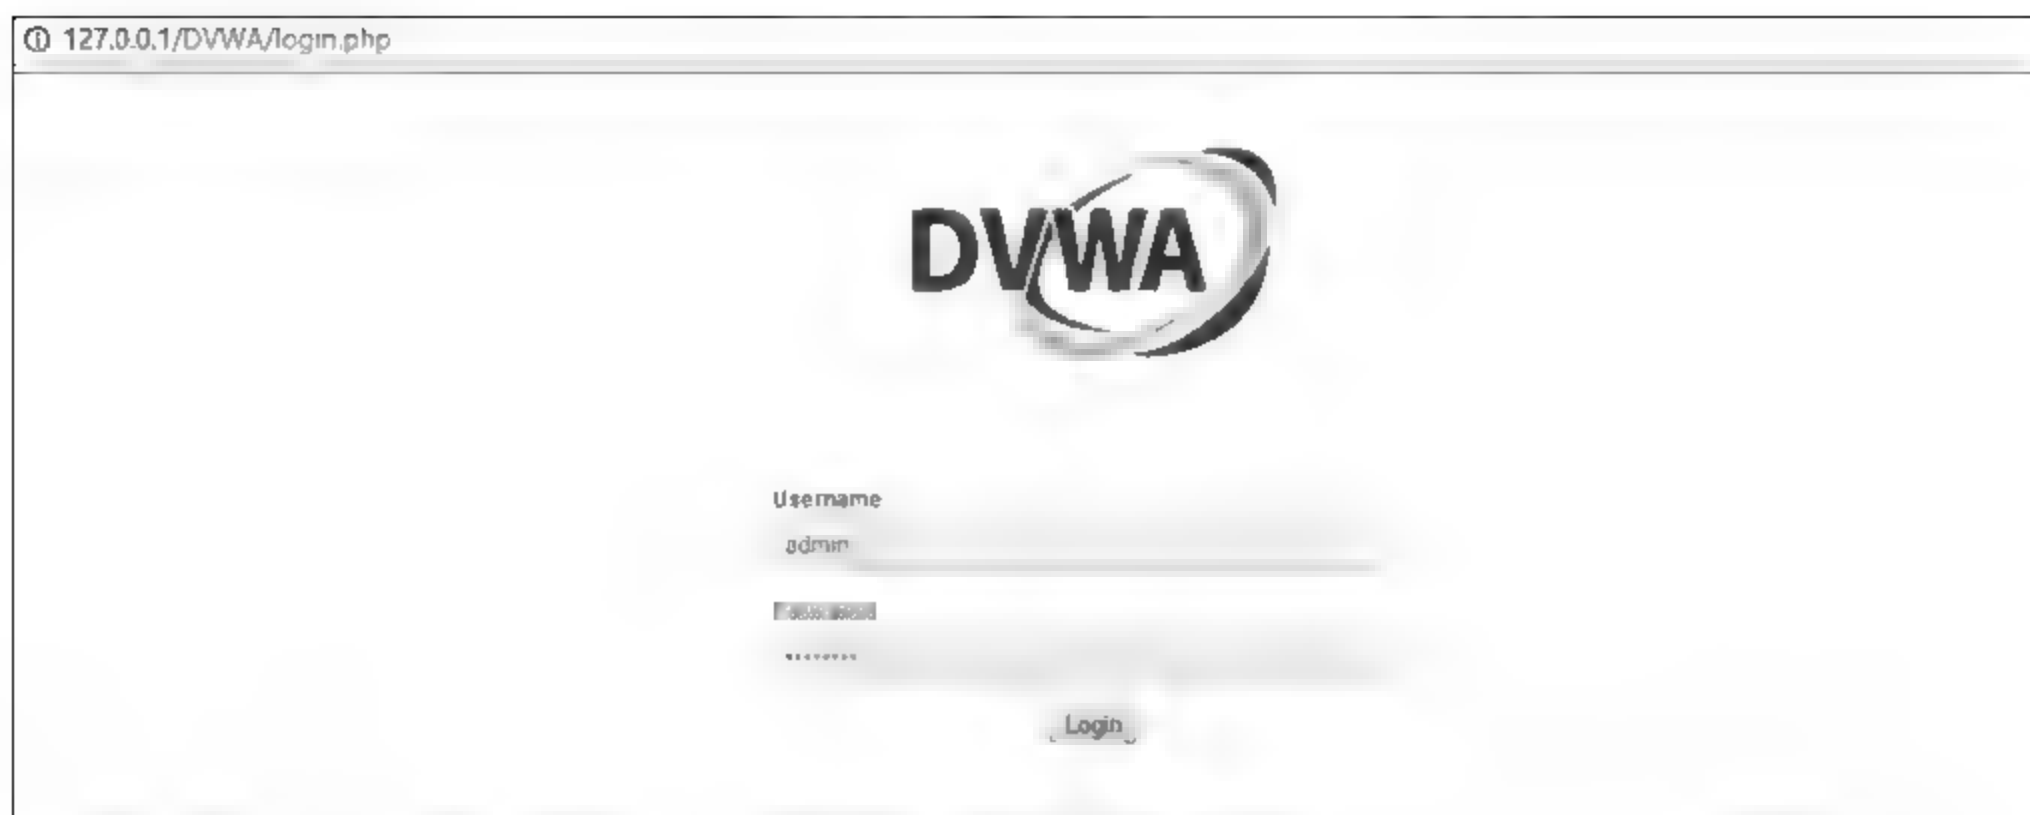 127.0.0.1/DVWA/login.php
DVWA
Username
admin
••••••••
Login